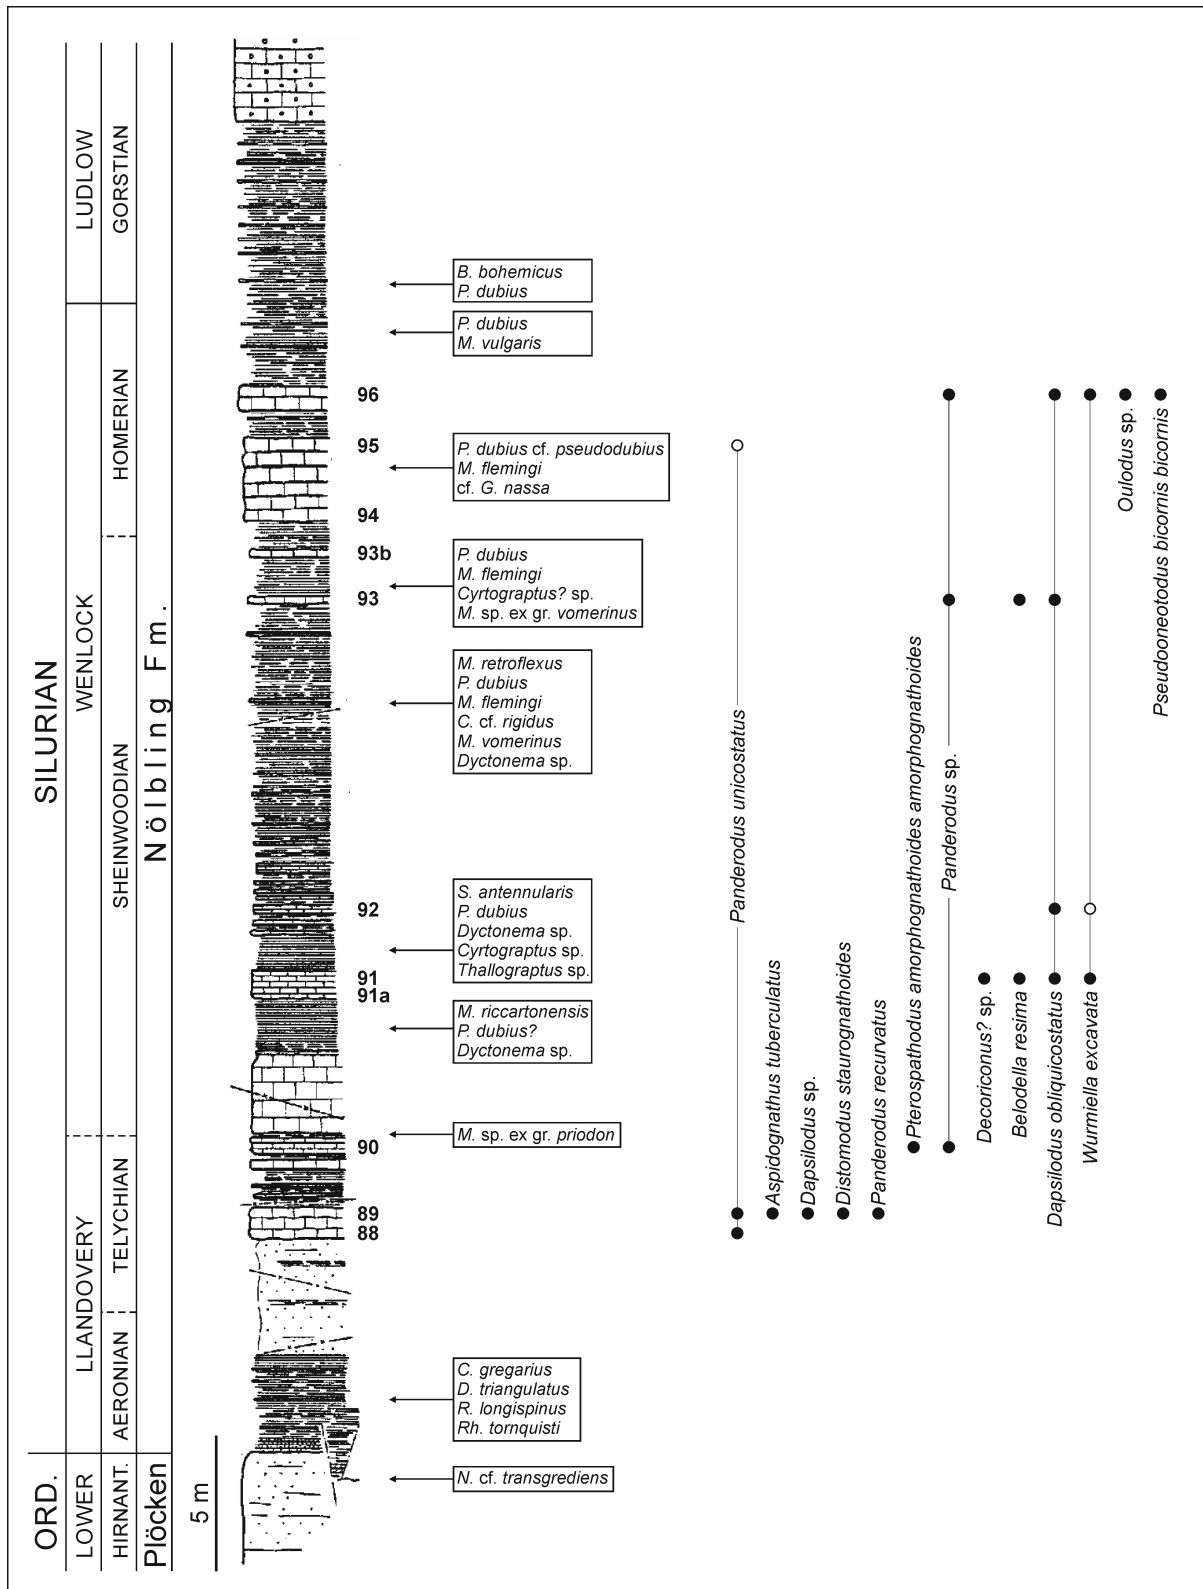 SILURIAN
ORD.
LUDLOW
WENLOCK
LLANDOVERY
LOWER
GORSTIAN
HOMERIAN
SHEINWOODIAN
TELYCHIAN
AERONIAN
HIRNANT.
Nölbling Fm.
Plöcken
5 m
96
95
94
93b
93
92
91
91a
90
89
88
B. bohemicus
P. dubius
P. dubius
M. vulgaris
P. dubius cf. pseudodubius
M. flemingi
cf. G. nassa
P. dubius
M. flemingi
Cyrtograptus? sp.
M. sp. ex gr. vomerinus
M. retroflexus
P. dubius
M. flemingi
C. cf. rigidus
M. vomerinus
Dyctonema sp.
S. antennularis
P. dubius
Dyctonema sp.
Cyrtograptus sp.
Thallograptus sp.
M. riccartonensis
P. dubius?
Dyctonema sp.
M. sp. ex gr. priodon
C. gregarius
D. triangulatus
R. longispinus
Rh. tornquisti
N. cf. transgrediens
Panderodus unicostatus
Aspidognathus tuberculatus
Dapsilodus sp.
Distomodus staurognathoides
Panderodus recurvatus
Pterospathodus amorphognathoides amorphognathoides
Panderodus sp.
Decoriconus? sp.
Belodella resima
Dapsilodus obliquicostatus
Wurmiella excavata
Oulodus sp.
Pseudooneotodus bicornis bicornis